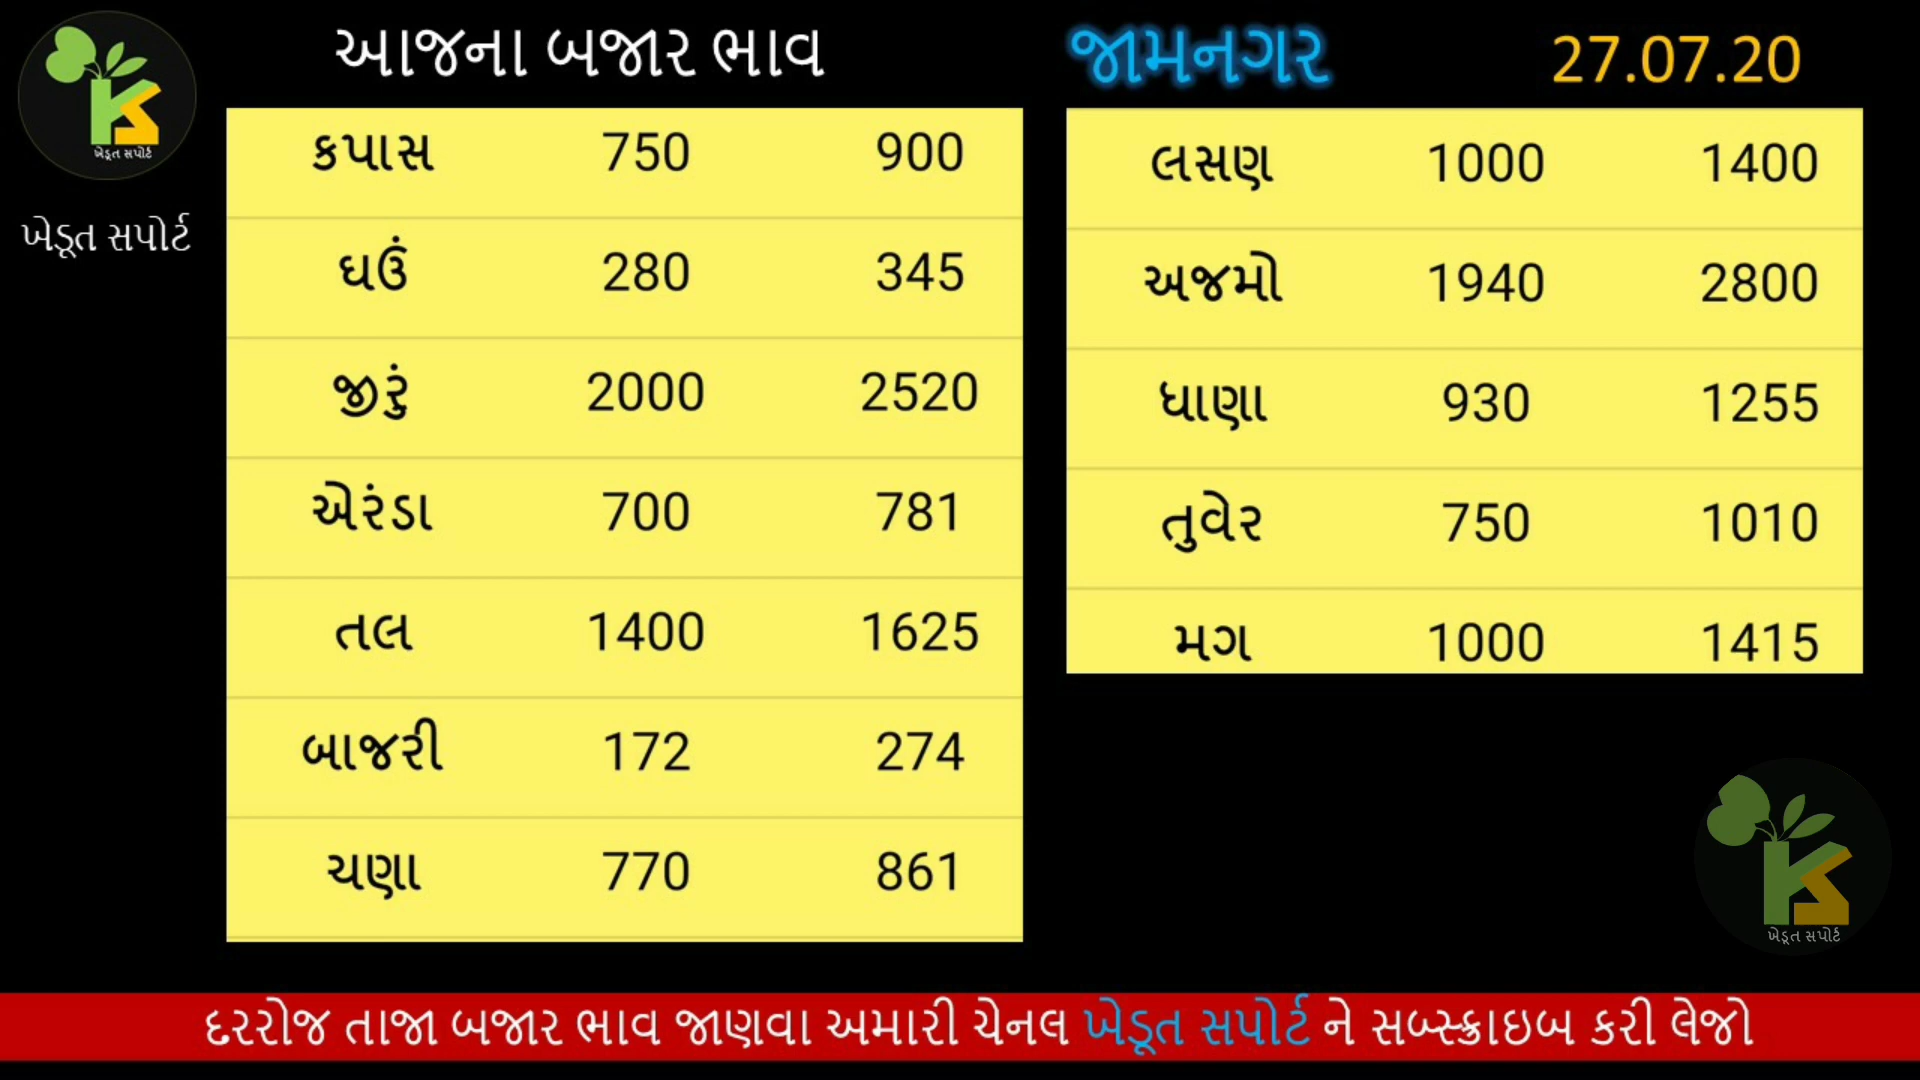 આજના બજાર ભાવ
જામનગર
27.07.20
ખેડૂત સપોર્ટ
ખેડૂત સપોર્ટ
કપાસ 750 900
ઘઉં 280 345
જીરું 2000 2520
એરંડા 700 781
તલ 1400 1625
બાજરી 172 274
ચણા 770 861
લસણ 1000 1400
અજમો 1940 2800
ધાણા 930 1255
તુવેર 750 1010
મગ 1000 1415
ખેડૂત સપોર્ટ
દરરોજ તાજા બજાર ભાવ જાણવા અમારી ચેનલ ખેડૂત સપોર્ટ ને સબ્સ્ક્રાઇબ કરી લેજો